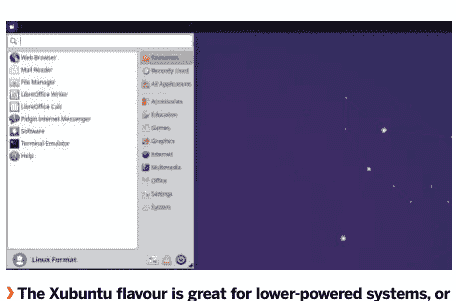 Web Browser
Mail Reader
File Manager
LibreOffice Writer
LibreOffice Calc
Pidgin Internet Messenger
Software
Terminal Emulator
Help
Favourites
Recently Used
All Applications
Accessories
Education
Games
Graphics
Internet
Multimedia
Office
Settings
System
Linux Format
❯ The Xubuntu flavour is great for lower-powered systems, or